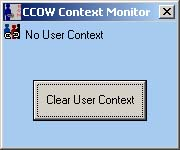 CCOW Context Monitor
No User Context
Clear User Context